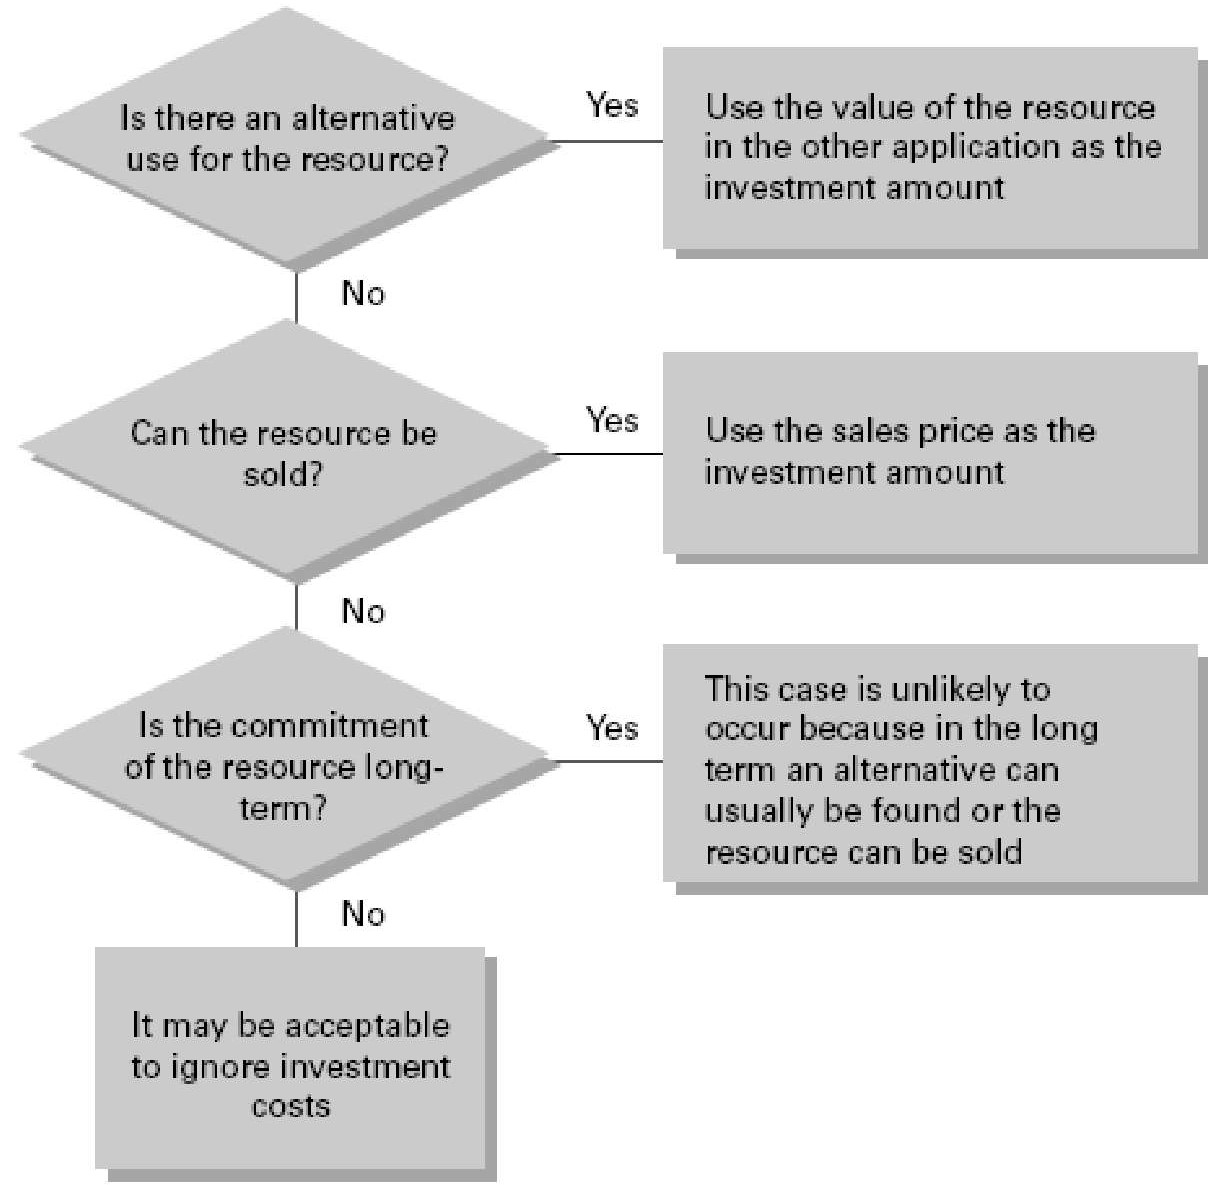 Is there an alternative
use for the resource?
Yes
Use the value of the resource
in the other application as the
investment amount
No
Can the resource be
sold?
Yes
Use the sales price as the
investment amount
No
Is the commitment
of the resource long-
term?
Yes
This case is unlikely to
occur because in the long
term an alternative can
usually be found or the
resource can be sold
No
It may be acceptable
to ignore investment
costs